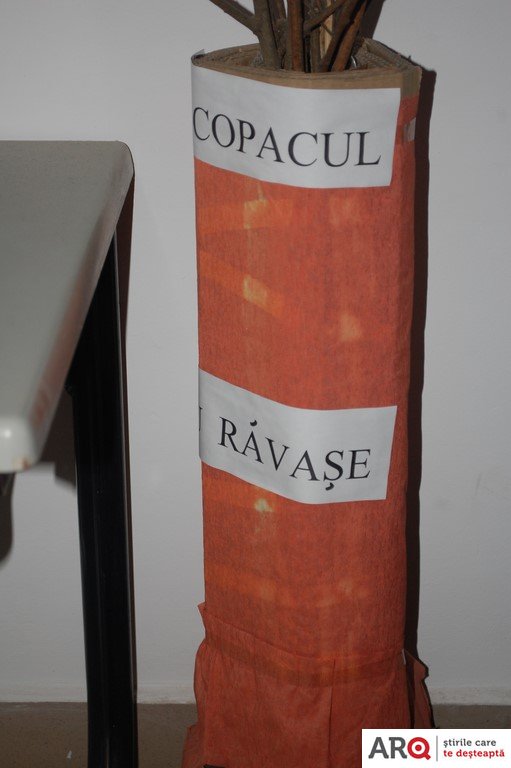 COPACUL
RĂVAȘE
ARQ
știrile care
te deșteaptă